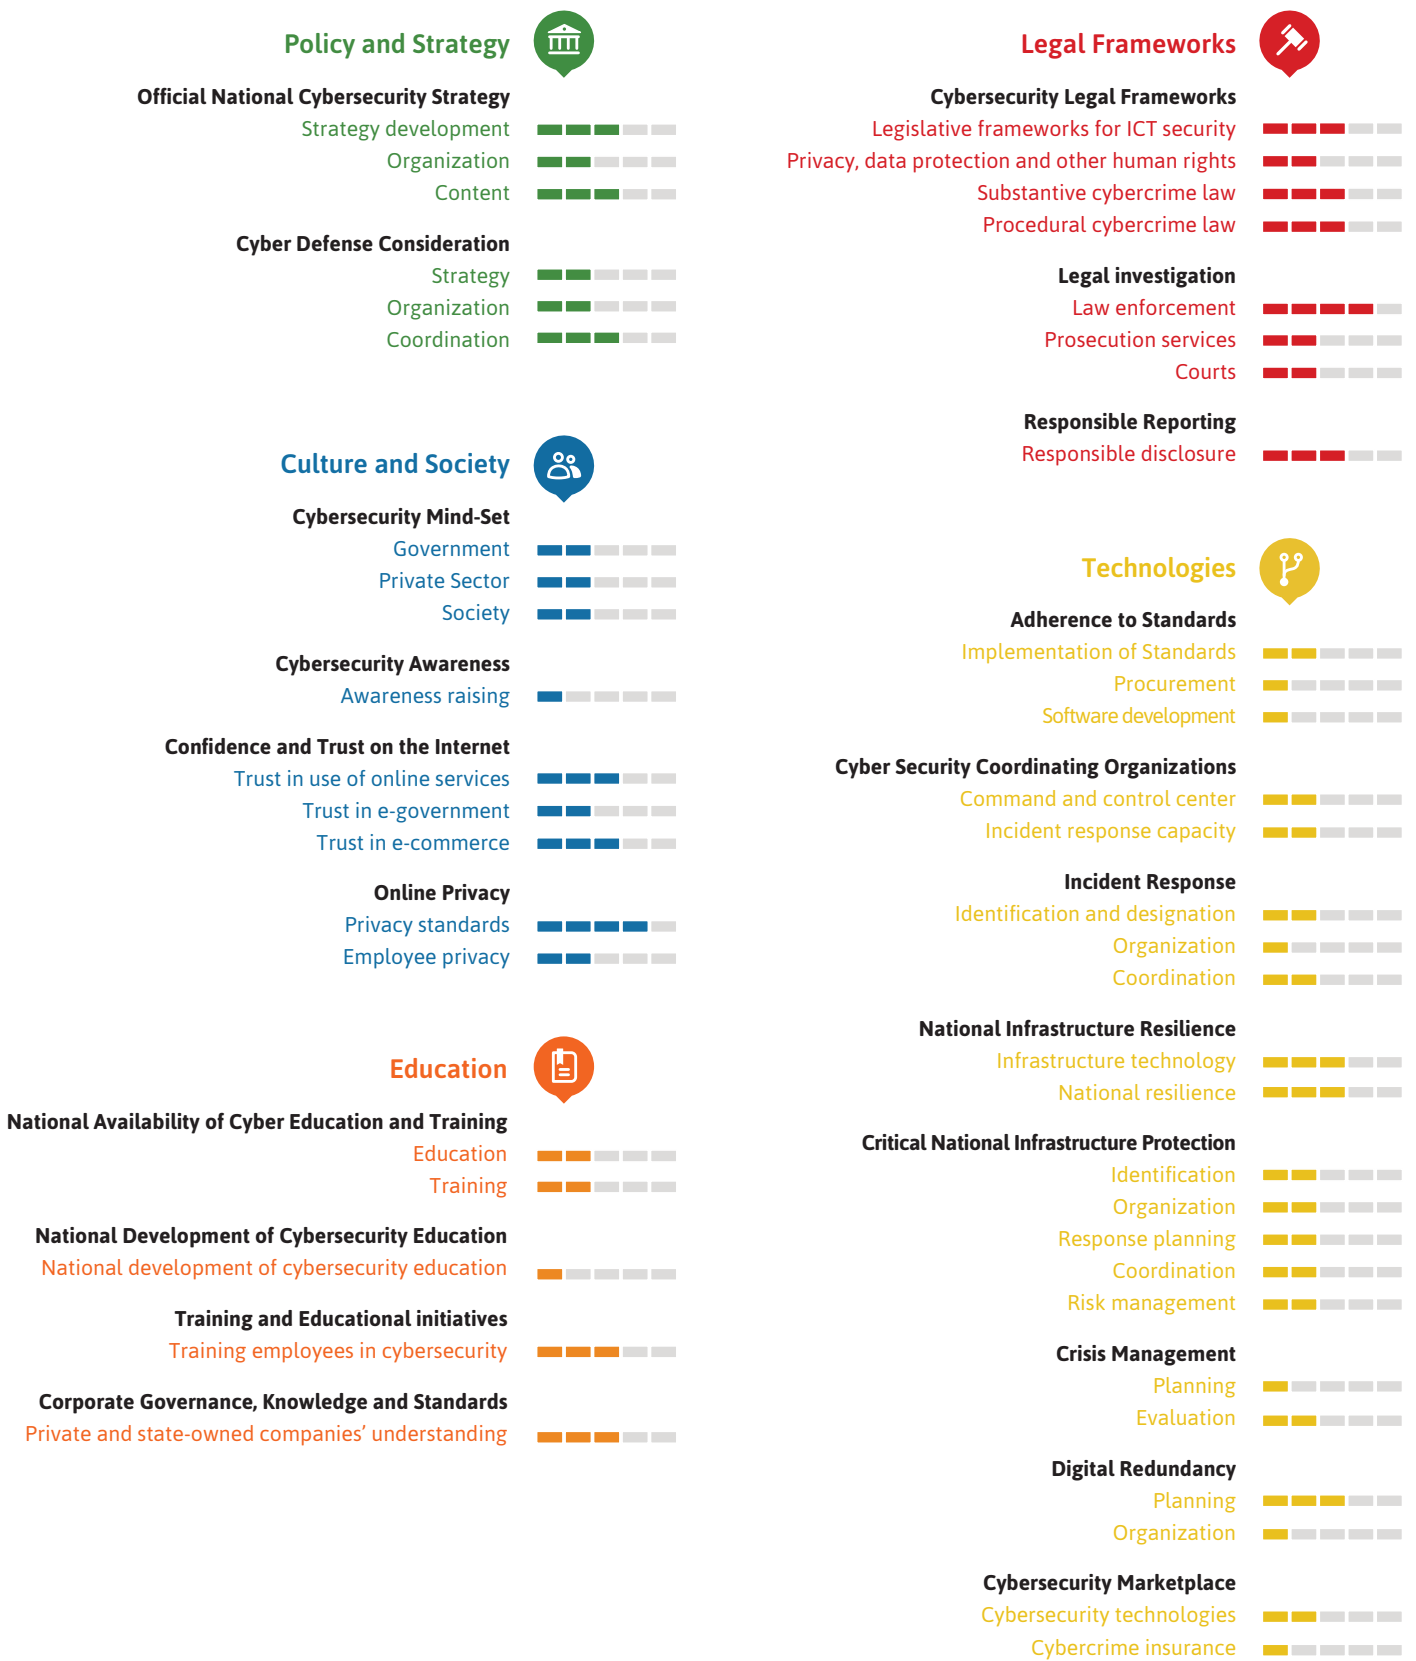 Policy and Strategy
Official National Cybersecurity Strategy
Strategy development
Organization
Content
Cyber Defense Consideration
Strategy
Organization
Coordination
Culture and Society
Cybersecurity Mind-Set
Government
Private Sector
Society
Cybersecurity Awareness
Awareness raising
Confidence and Trust on the Internet
Trust in use of online services
Trust in e-government
Trust in e-commerce
Online Privacy
Privacy standards
Employee privacy
Education
National Availability of Cyber Education and Training
Education
Training
National Development of Cybersecurity Education
National development of cybersecurity education
Training and Educational initiatives
Training employees in cybersecurity
Corporate Governance, Knowledge and Standards
Private and state-owned companies’ understanding
Legal Frameworks
Cybersecurity Legal Frameworks
Legislative frameworks for ICT security
Privacy, data protection and other human rights
Substantive cybercrime law
Procedural cybercrime law
Legal investigation
Law enforcement
Prosecution services
Courts
Responsible Reporting
Responsible disclosure
Technologies
Adherence to Standards
Implementation of Standards
Procurement
Software development
Cyber Security Coordinating Organizations
Command and control center
Incident response capacity
Incident Response
Identification and designation
Organization
Coordination
National Infrastructure Resilience
Infrastructure technology
National resilience
Critical National Infrastructure Protection
Identification
Organization
Response planning
Coordination
Risk management
Crisis Management
Planning
Evaluation
Digital Redundancy
Planning
Organization
Cybersecurity Marketplace
Cybersecurity technologies
Cybercrime insurance